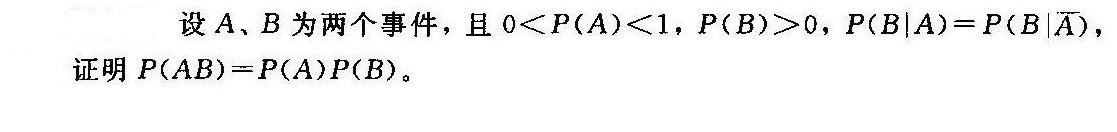 设 A、B 为两个事件，且 0<P(A)<1，P(B)>0，P(B|A)=P(B|A̅)，
证明 P(AB)=P(A)P(B)。